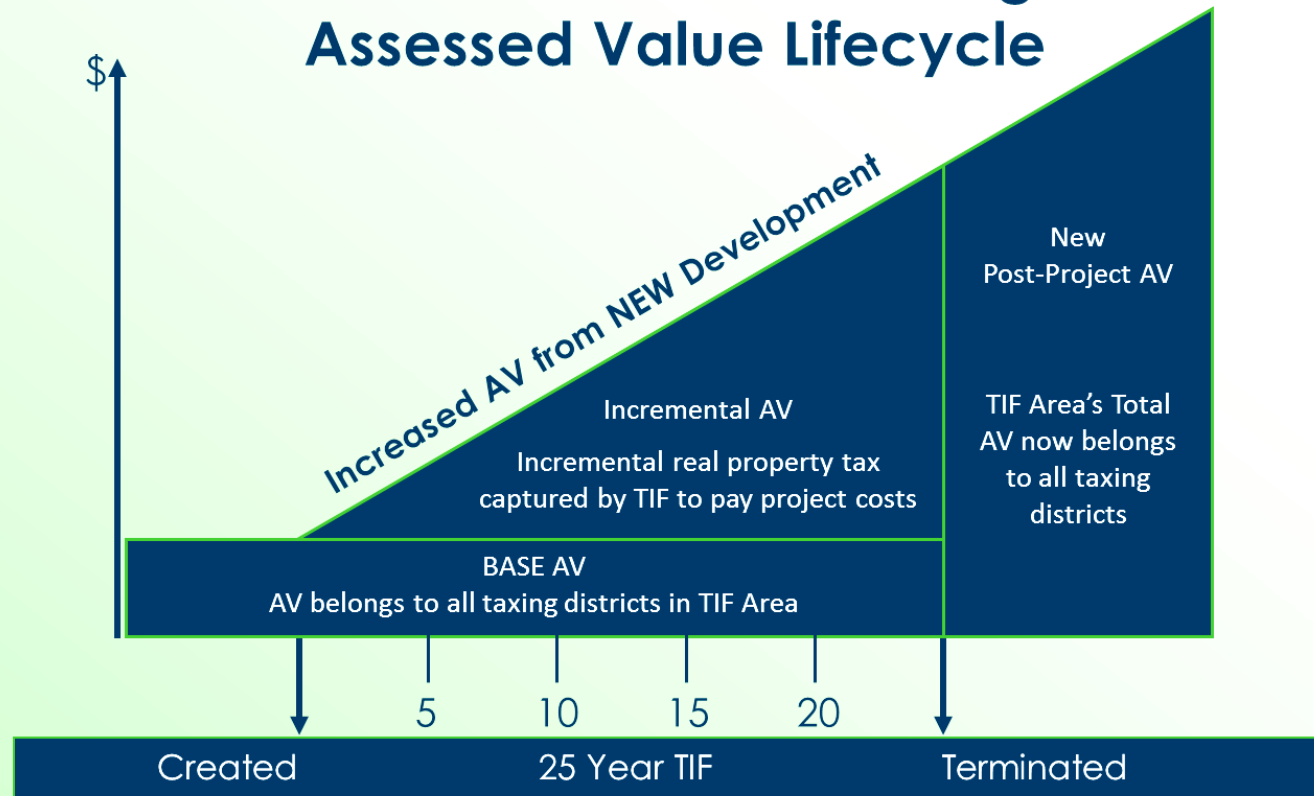 Assessed Value Lifecycle
$
Increased AV from NEW Development
New
Post-Project AV
Incremental AV
Incremental real property tax
captured by TIF to pay project costs
TIF Area's Total
AV now belongs
to all taxing
districts
BASE AV
AV belongs to all taxing districts in TIF Area
5 10 15 20
Created 25 Year TIF Terminated